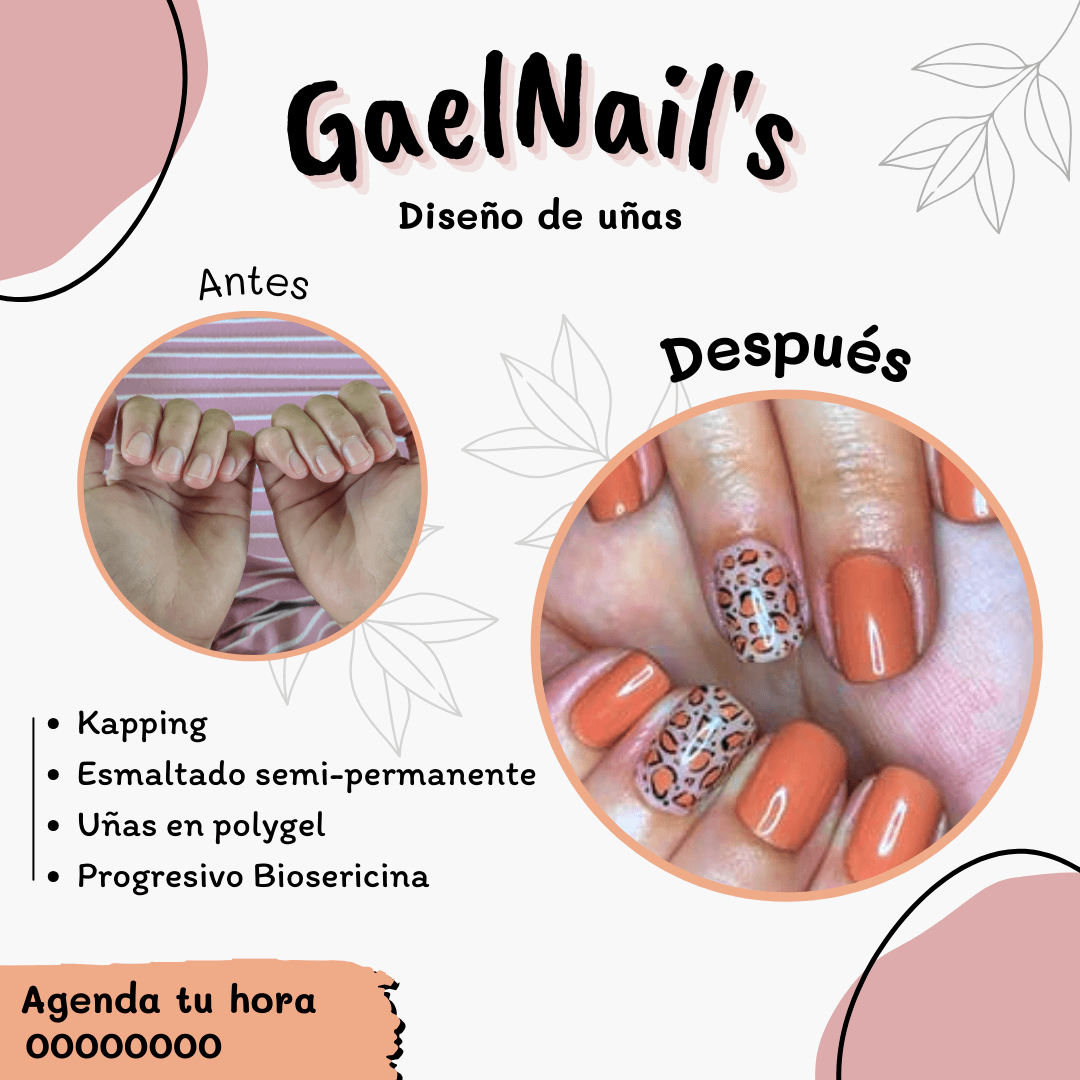 GaelNail's
Diseño de uñas
Antes
Después
Kapping
Esmaltado semi-permanente
Uñas en polygel
Progresivo Biosericina
Agenda tu hora
00000000